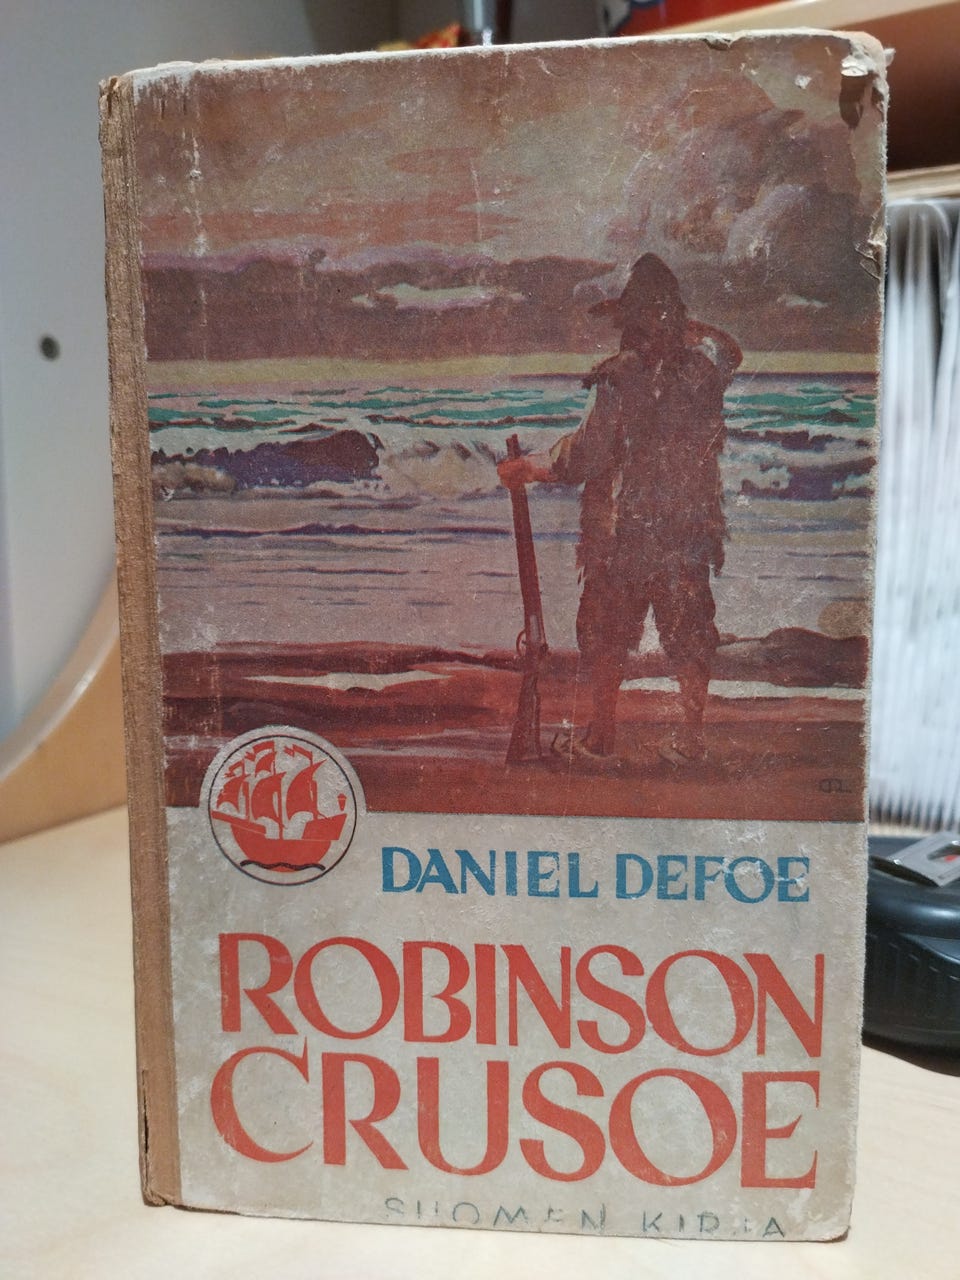 DANIEL DEFOE
ROBINSON
CRUSOE
SUOMEN KIRJA